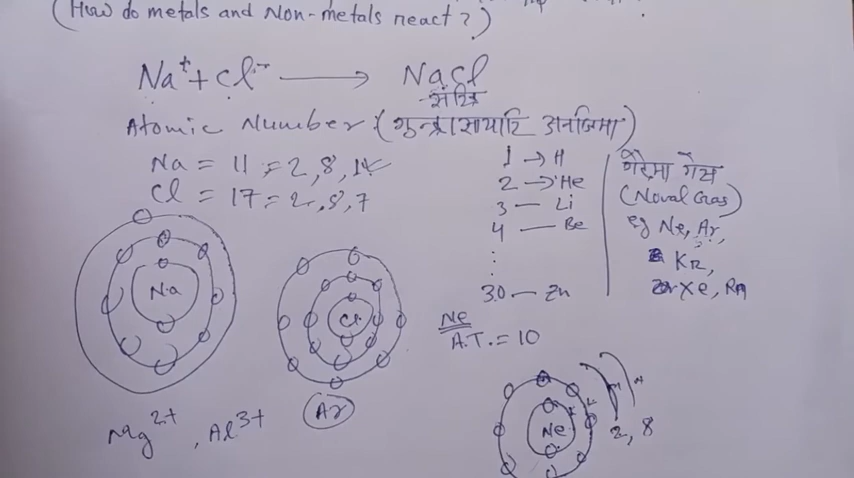 (How do metals and Non-metals react?)
Na⁺ + Cl⁻ → NaCl
Atomic Number
Na = 11 = 2, 8, 1
Cl = 17 = 2, 8, 7
1 → H
2 → He
3 — Li
4 — Be
30 — Zn
(Noval Gas)
eg Ne, Ar,
Kr,
Xe, Rn
Na
Cl
Ar
Mg²⁺, Al³⁺
Ne
A.T. = 10
Ne
2, 8